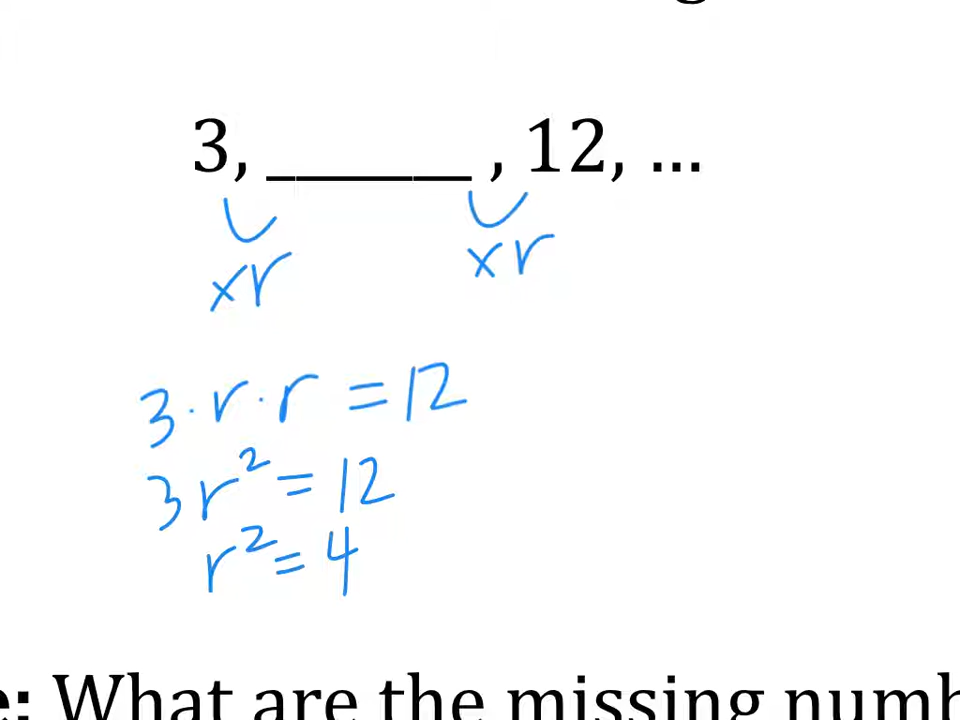 3, ______ , 12, ...
xr xr
3 · r · r = 12
3r² = 12
r² = 4
e: What are the missing numb